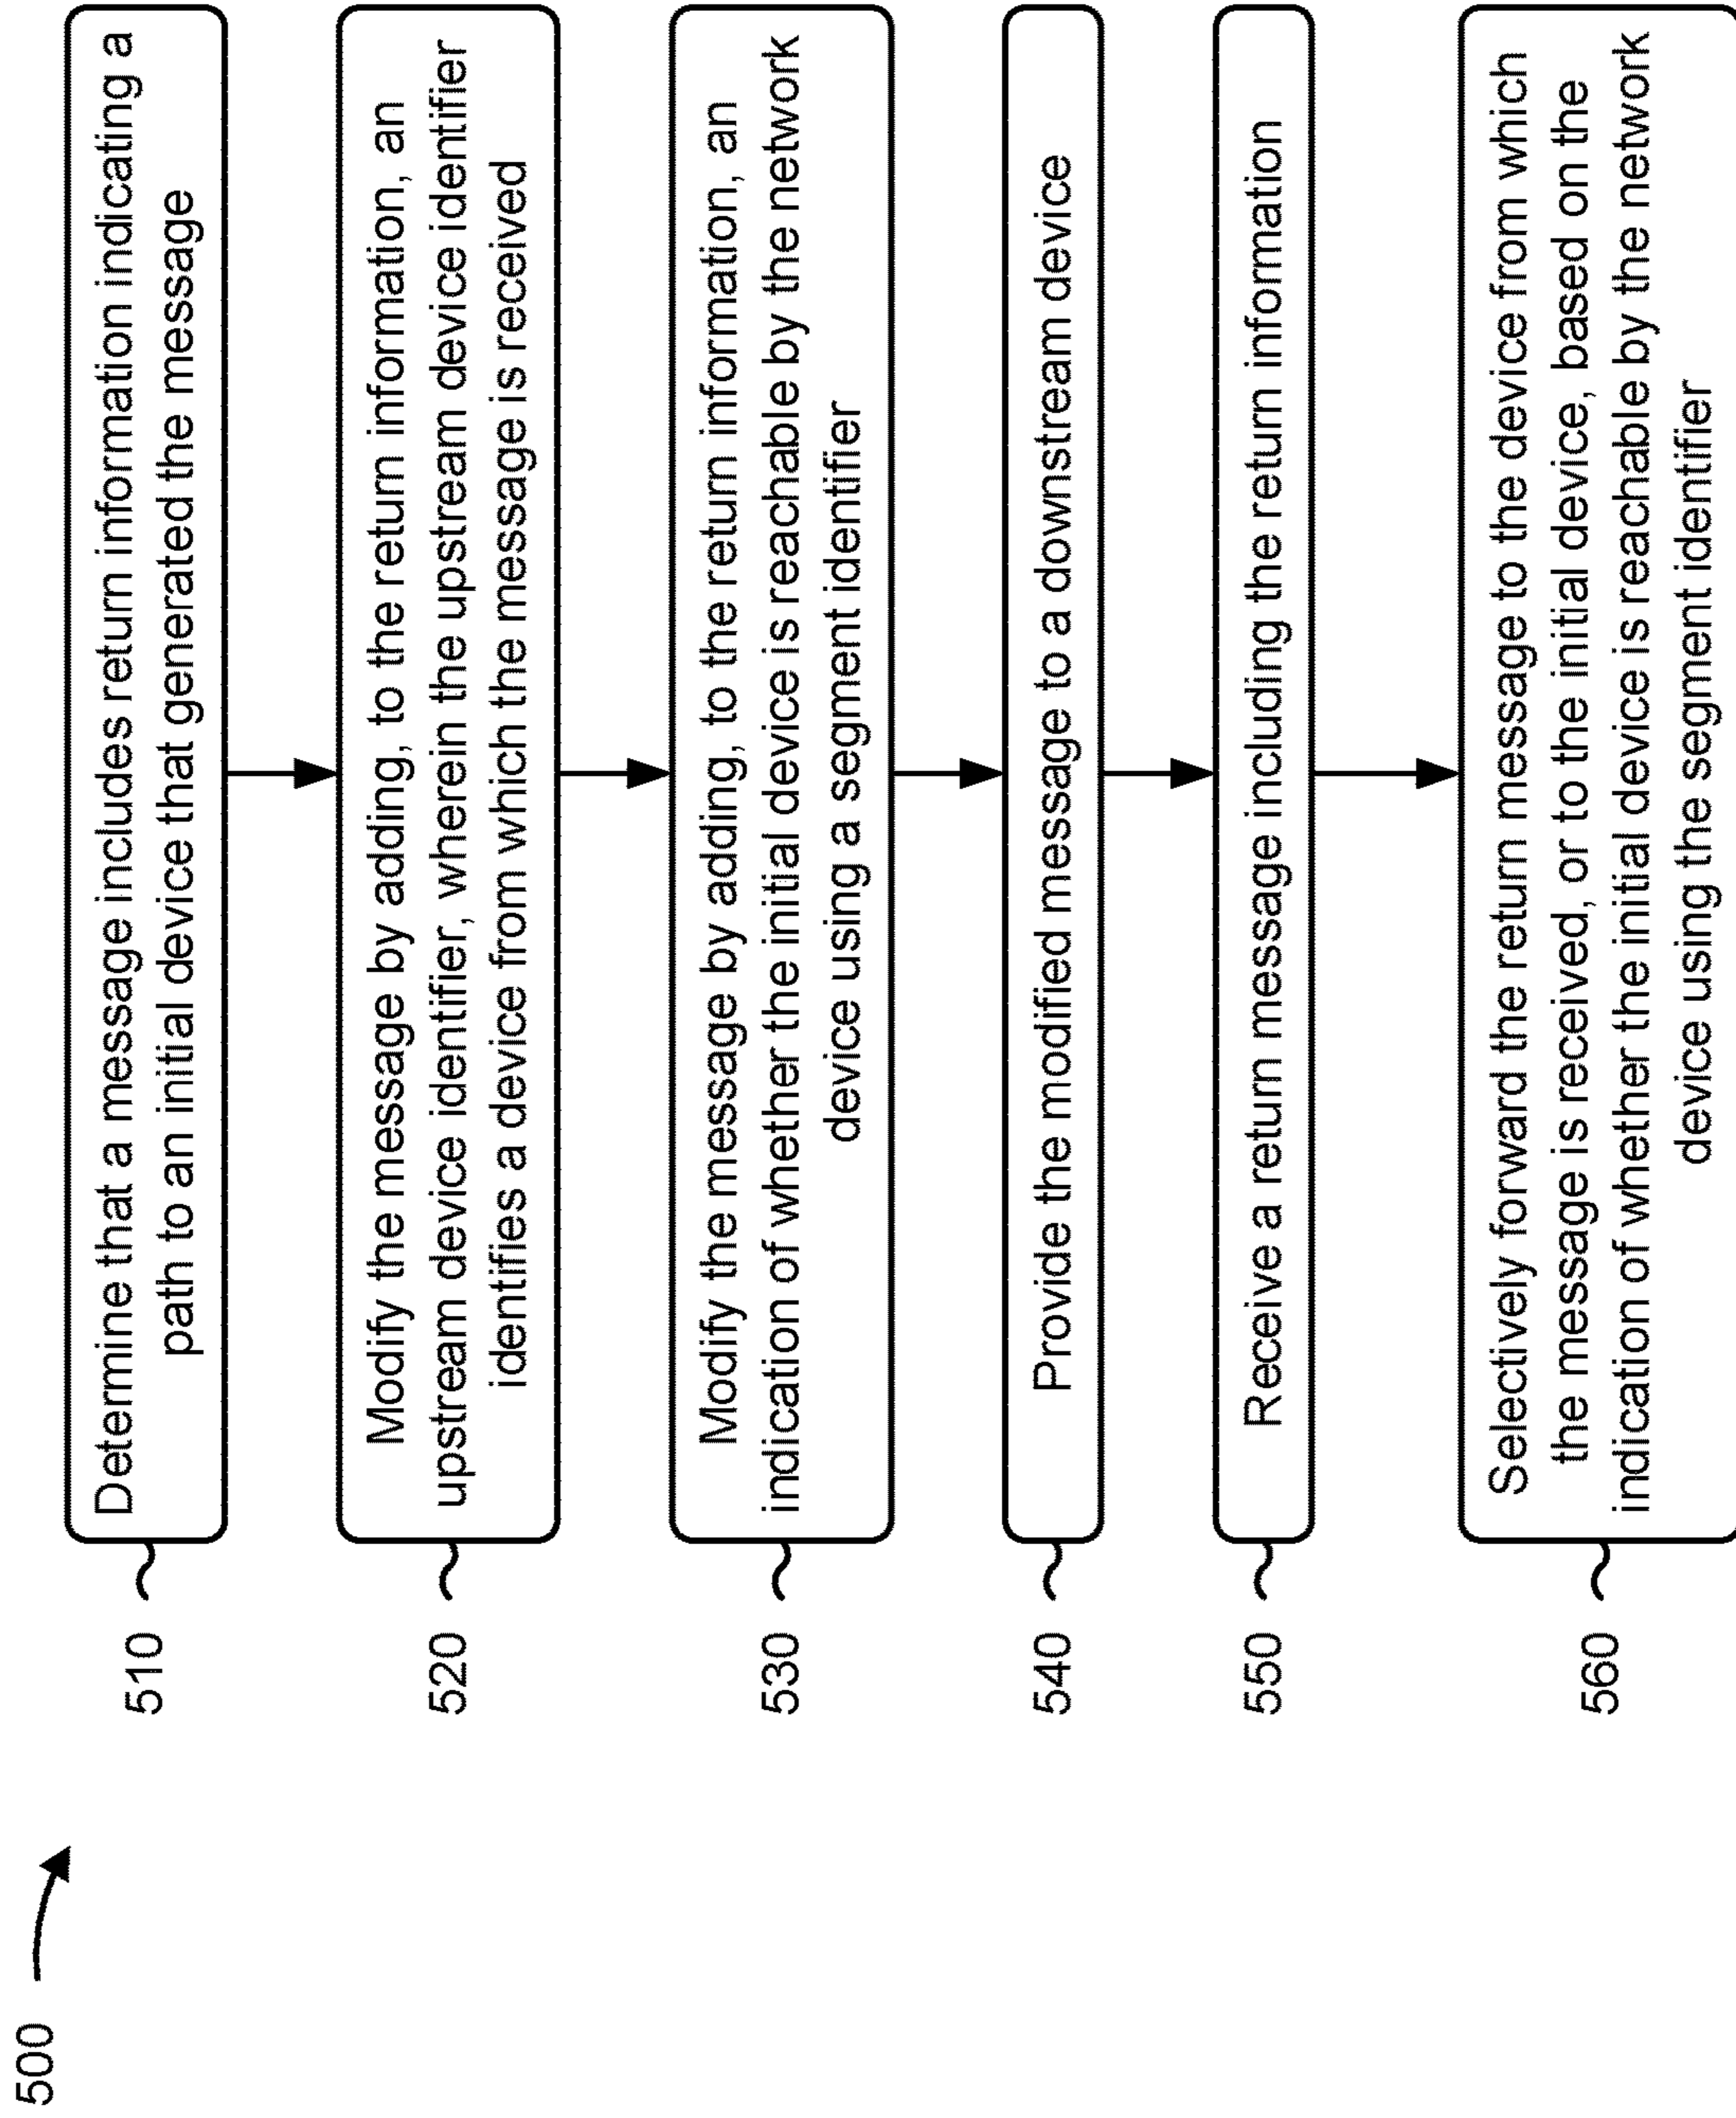 500
510
Determine that a message includes return information indicating a
path to an initial device that generated the message
520
Modify the message by adding, to the return information, an
upstream device identifier, wherein the upstream device identifier
identifies a device from which the message is received
530
Modify the message by adding, to the return information, an
indication of whether the initial device is reachable by the network
device using a segment identifier
540
Provide the modified message to a downstream device
550
Receive a return message including the return information
560
Selectively forward the return message to the device from which
the message is received, or to the initial device, based on the
indication of whether the initial device is reachable by the network
device using the segment identifier